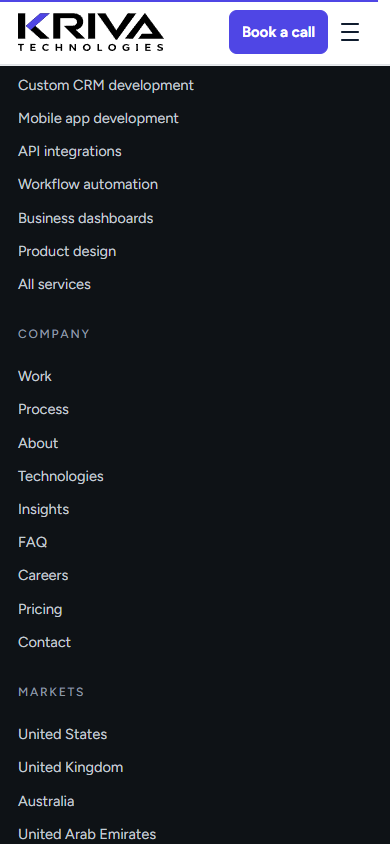 KRIVA
TECHNOLOGIES
Book a call
Custom CRM development
Mobile app development
API integrations
Workflow automation
Business dashboards
Product design
All services
COMPANY
Work
Process
About
Technologies
Insights
FAQ
Careers
Pricing
Contact
MARKETS
United States
United Kingdom
Australia
United Arab Emirates